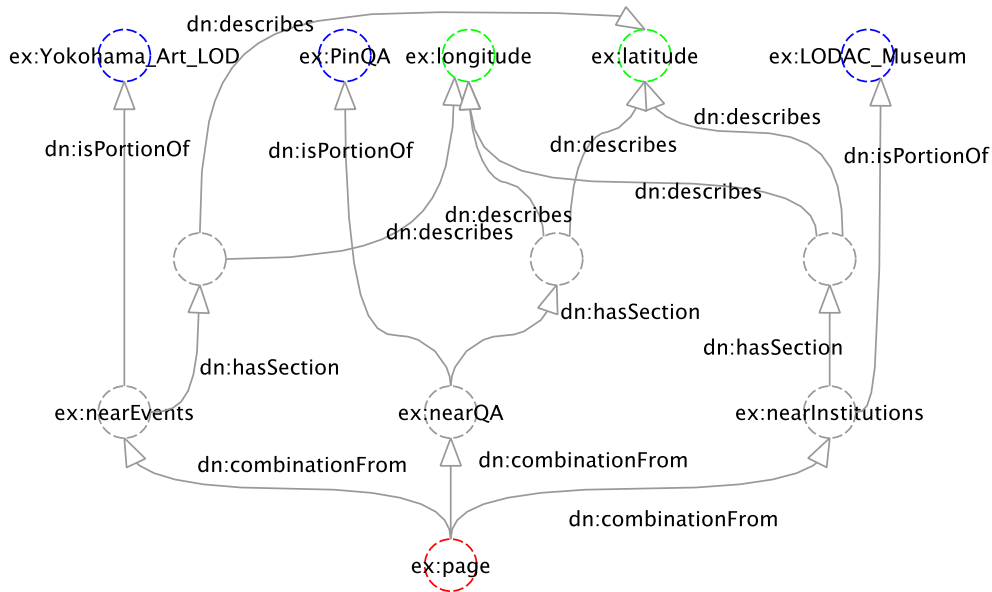 dn:describes
ex:Yokohama_Art_LOD
ex:PinQA
ex:longitude
ex:latitude
ex:LODAC_Museum
dn:describes
dn:describes
dn:isPortionOf
dn:isPortionOf
dn:isPortionOf
dn:describes
dn:describes
dn:describes
dn:hasSection
dn:hasSection
dn:hasSection
ex:nearEvents
ex:nearQA
ex:nearInstitutions
dn:combinationFrom
dn:combinationFrom
dn:combinationFrom
ex:page